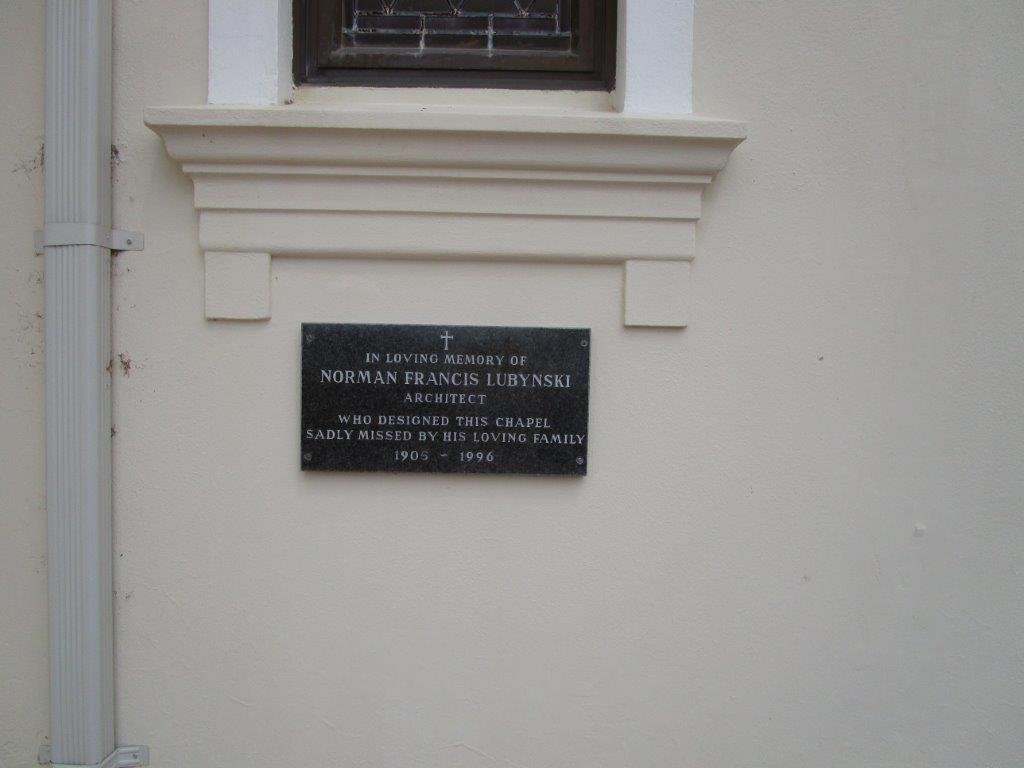 IN LOVING MEMORY OF
NORMAN FRANCIS LUBYNSKI
ARCHITECT
WHO DESIGNED THIS CHAPEL
SADLY MISSED BY HIS LOVING FAMILY
- 1996